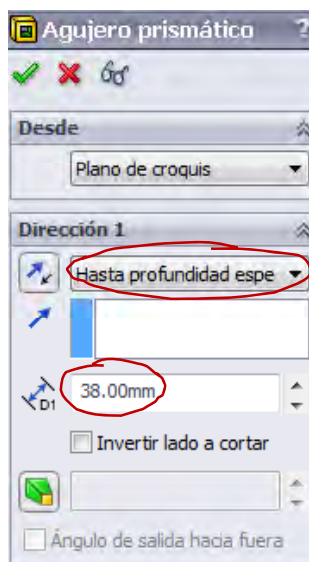 Agujero prismático ?
Desde
Plano de croquis
Dirección 1
Hasta profundidad espe
D1 38.00mm
Invertir lado a cortar
Ángulo de salida hacia fuera